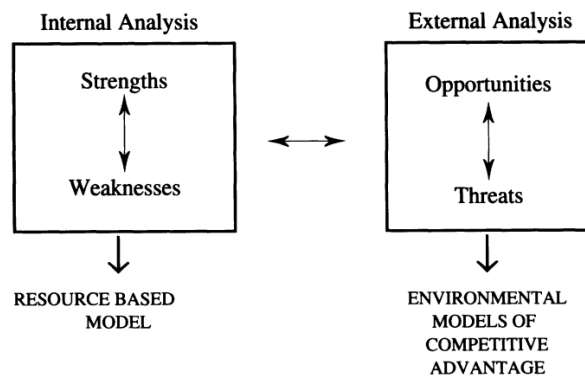 Internal Analysis
Strengths
Weaknesses
RESOURCE BASED
MODEL
External Analysis
Opportunities
Threats
ENVIRONMENTAL
MODELS OF
COMPETITIVE
ADVANTAGE